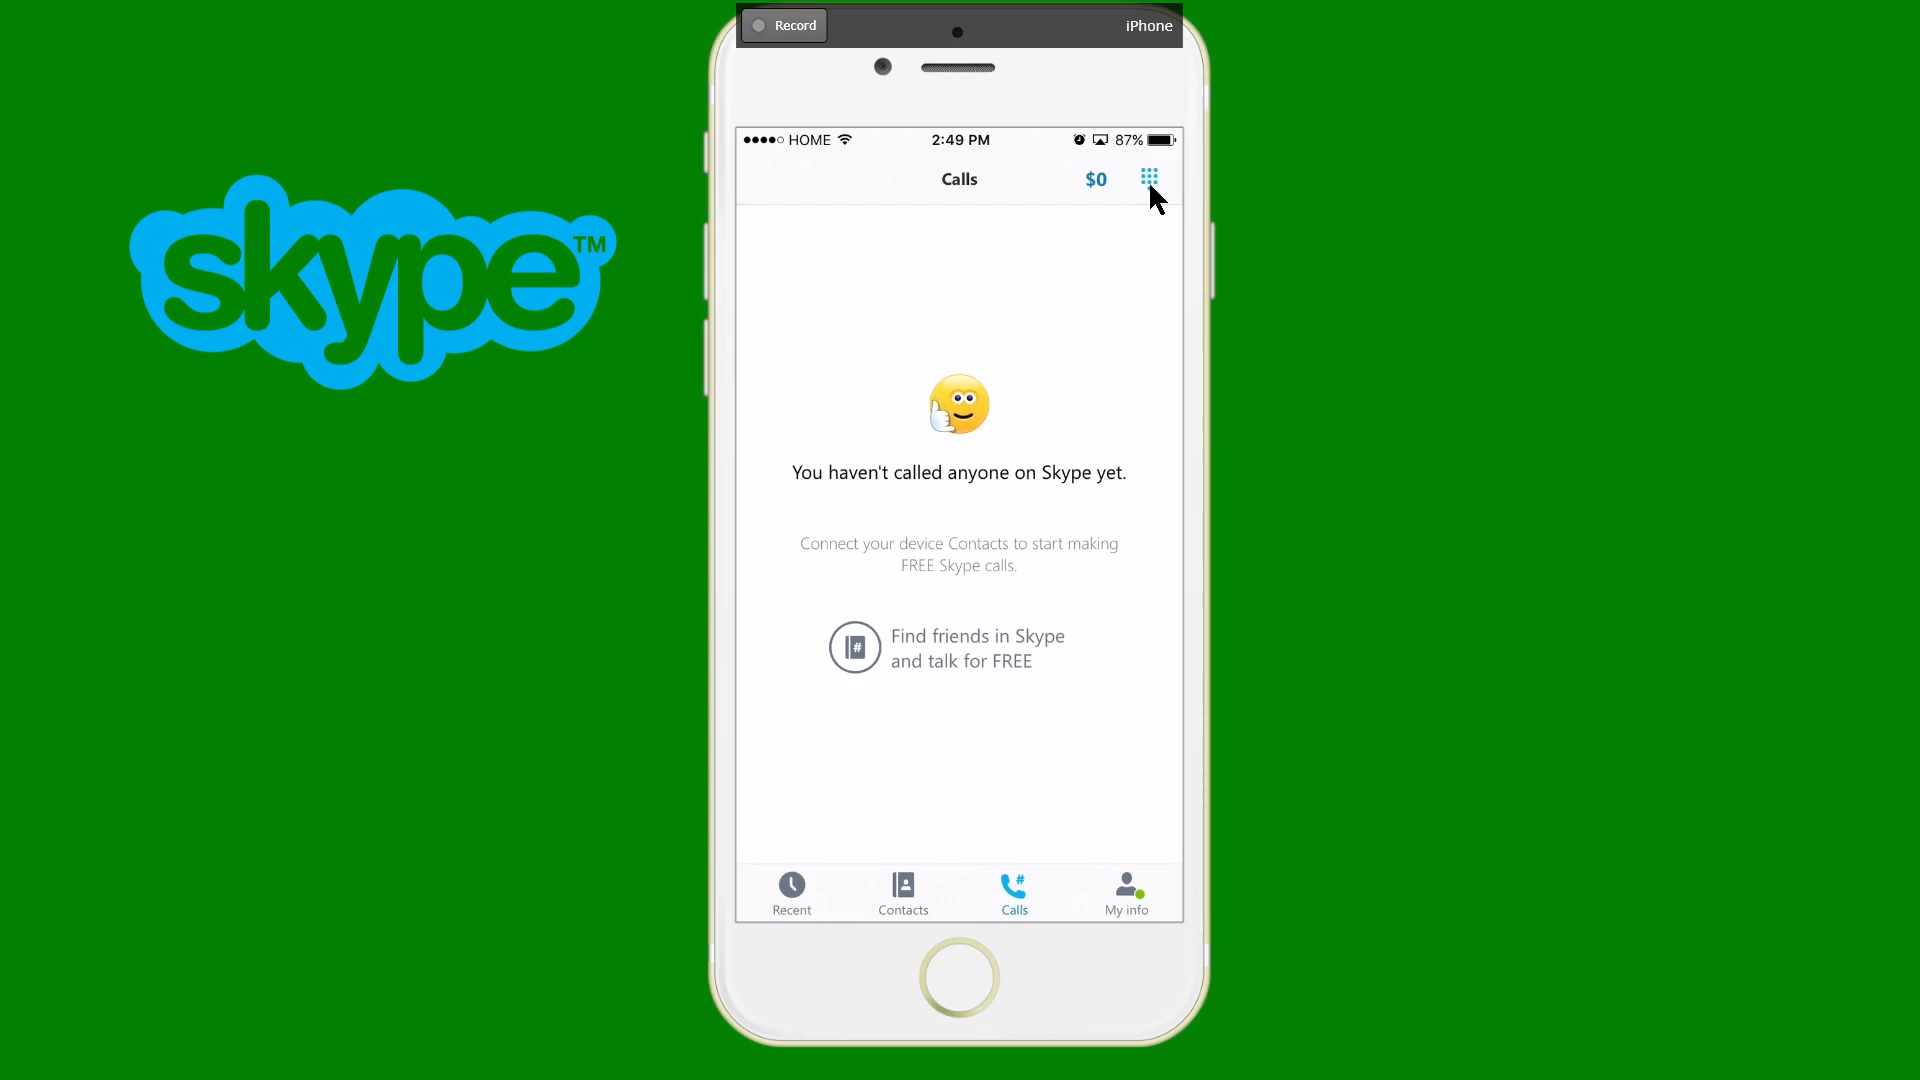 Record
iPhone
HOME
2:49 PM
87%
Calls
$0
skype™
You haven't called anyone on Skype yet.
Connect your device Contacts to start making
FREE Skype calls.
#
Find friends in Skype
and talk for FREE
#
Recent
Contacts
Calls
My info